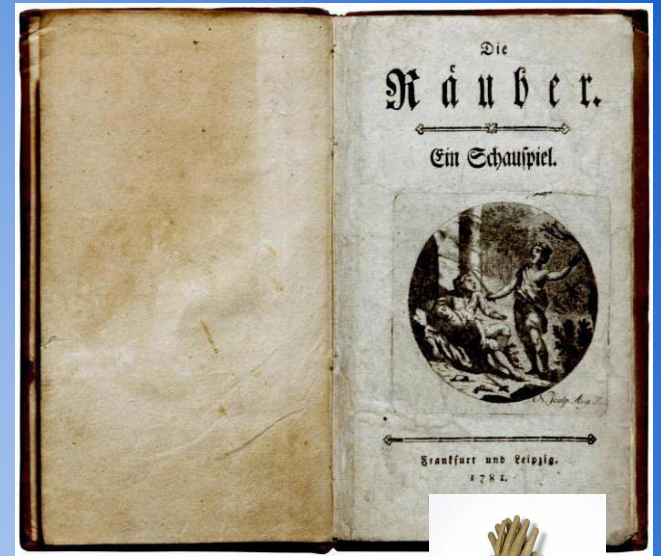 Die
Räuber.
Ein Schauſpiel.
Frankfurt und Leipzig.
1781.